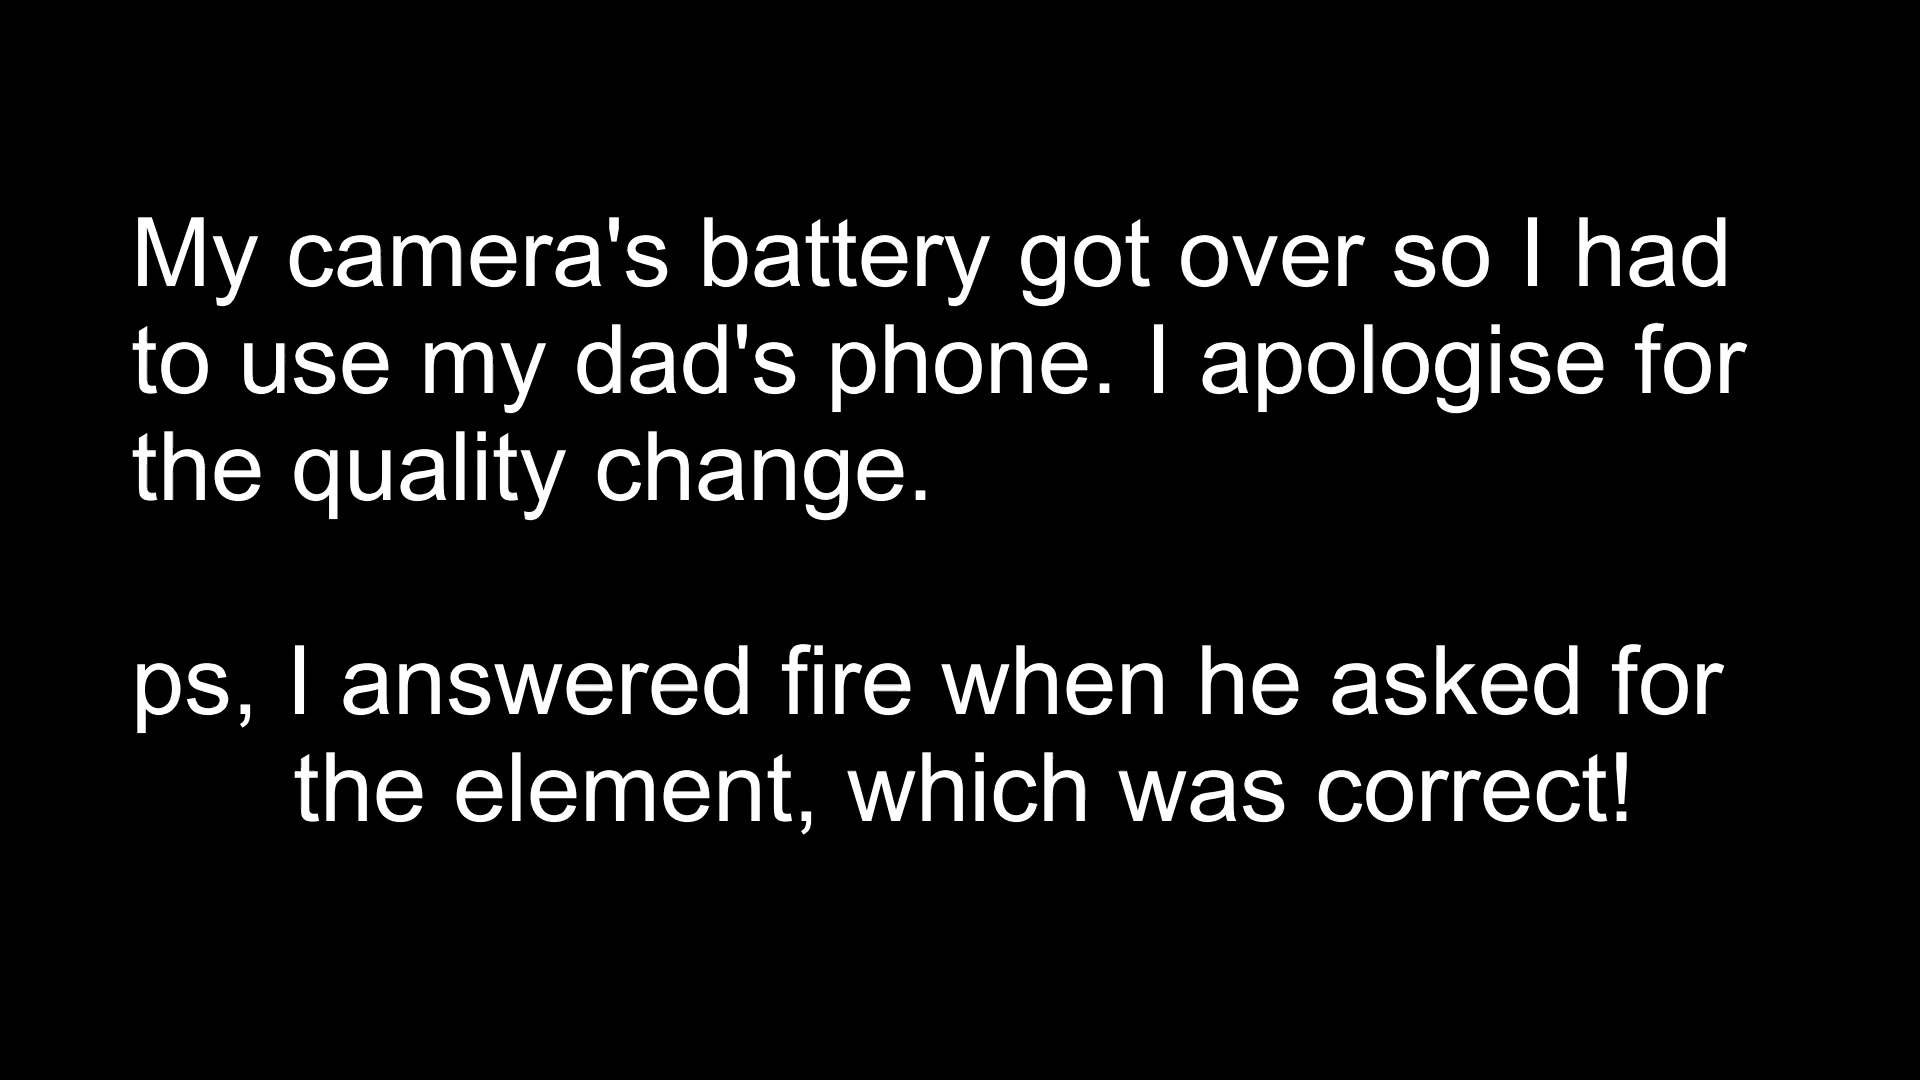 My camera's battery got over so I had
to use my dad's phone. I apologise for
the quality change.
ps, I answered fire when he asked for
the element, which was correct!